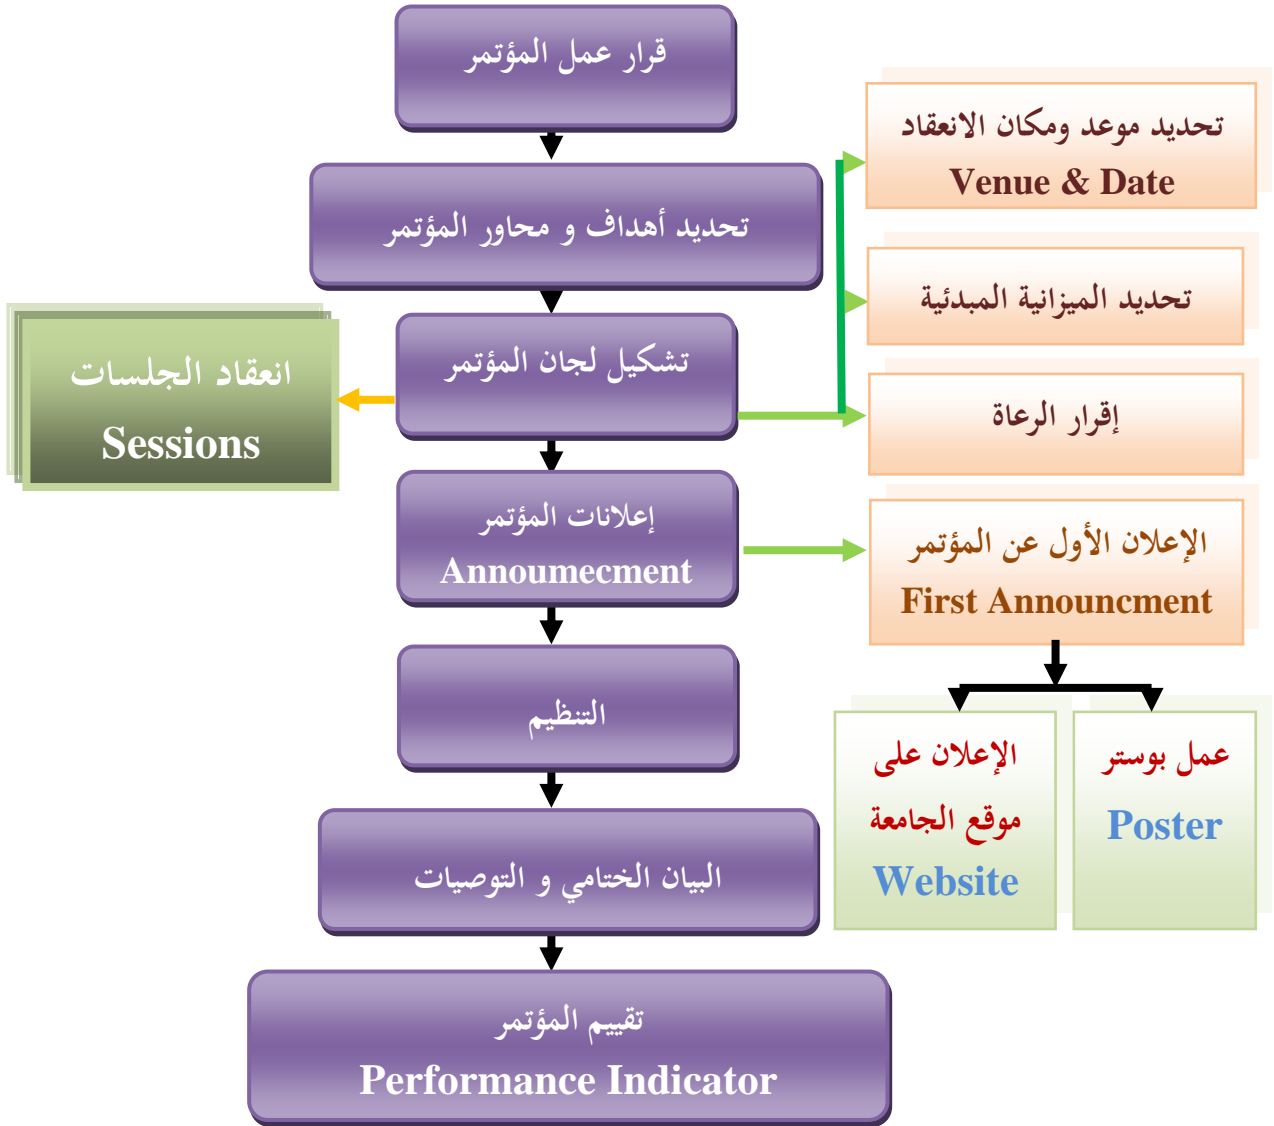 قرار عمل المؤتمر
تحديد موعد ومكان الانعقاد
Venue & Date
تحديد أهداف و محاور المؤتمر
تحديد الميزانية المبدئية
تشكيل لجان المؤتمر
انعقاد الجلسات
Sessions
إقرار الرعاة
إعلانات المؤتمر
Annoumecment
الإعلان الأول عن المؤتمر
First Announcment
التنظيم
عمل بوستر
Poster
الإعلان على
موقع الجامعة
Website
البيان الختامي و التوصيات
تقييم المؤتمر
Performance Indicator